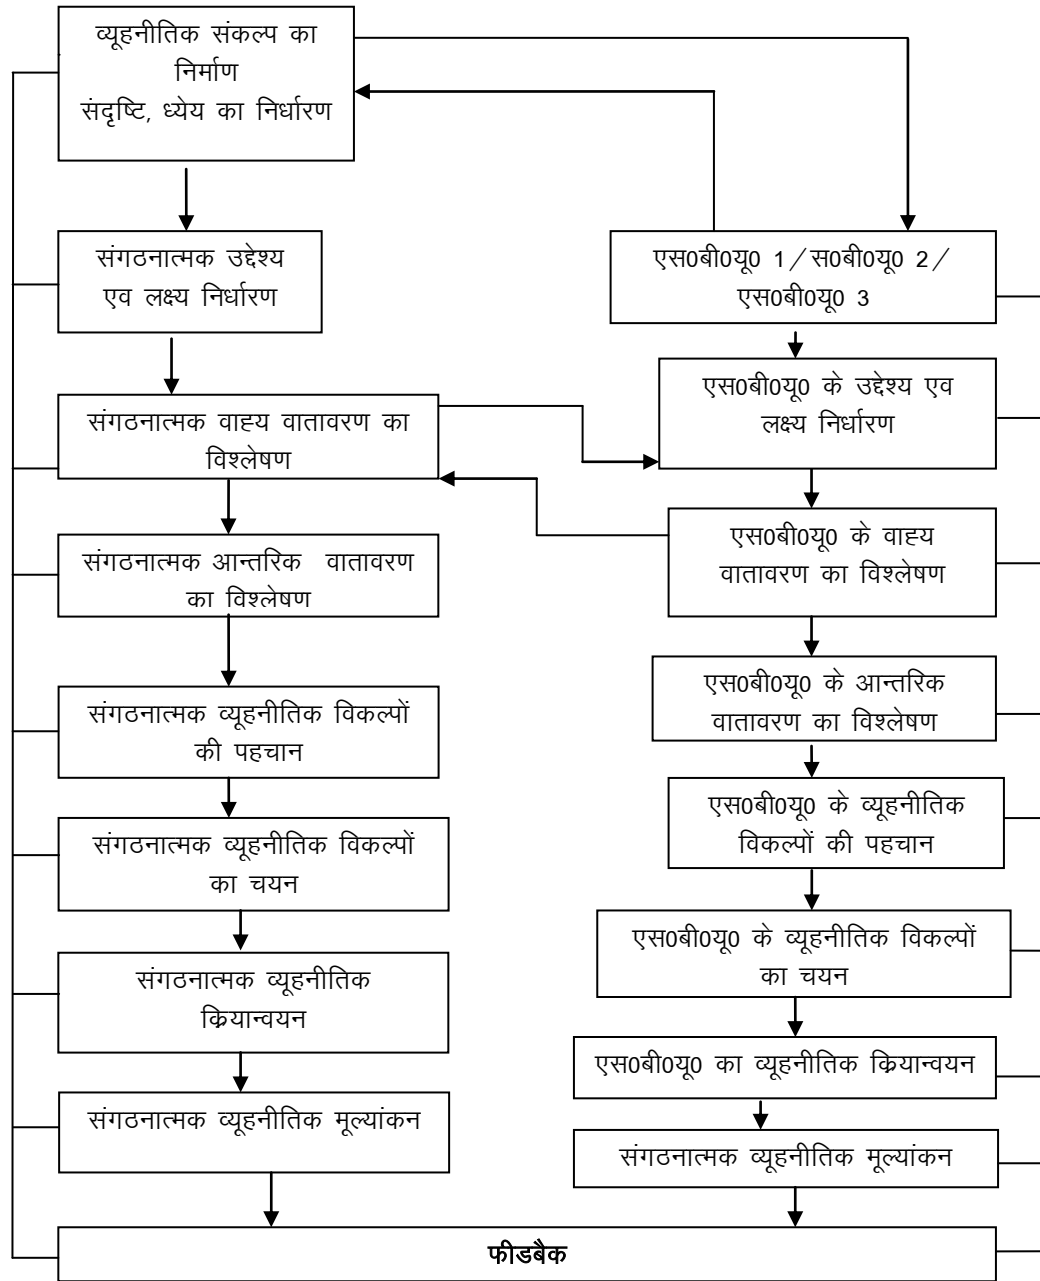 व्यूहनीतिक संकल्प का
निर्माण
संदृष्टि, ध्येय का निर्धारण
संगठनात्मक उद्देश्य
एव लक्ष्य निर्धारण
संगठनात्मक वाह्य वातावरण का
विश्लेषण
संगठनात्मक आन्तरिक वातावरण
का विश्लेषण
संगठनात्मक व्यूहनीतिक विकल्पों
की पहचान
संगठनात्मक व्यूहनीतिक विकल्पों
का चयन
संगठनात्मक व्यूहनीतिक
क्रियान्वयन
संगठनात्मक व्यूहनीतिक मूल्यांकन
एस0बी0यू0 1/स0बी0यू0 2/
एस0बी0यू0 3
एस0बी0यू0 के उद्देश्य एव
लक्ष्य निर्धारण
एस0बी0यू0 के वाह्य
वातावरण का विश्लेषण
एस0बी0यू0 के आन्तरिक
वातावरण का विश्लेषण
एस0बी0यू0 के व्यूहनीतिक
विकल्पों की पहचान
एस0बी0यू0 के व्यूहनीतिक विकल्पों
का चयन
एस0बी0यू0 का व्यूहनीतिक क्रियान्वयन
संगठनात्मक व्यूहनीतिक मूल्यांकन
फीडबैक